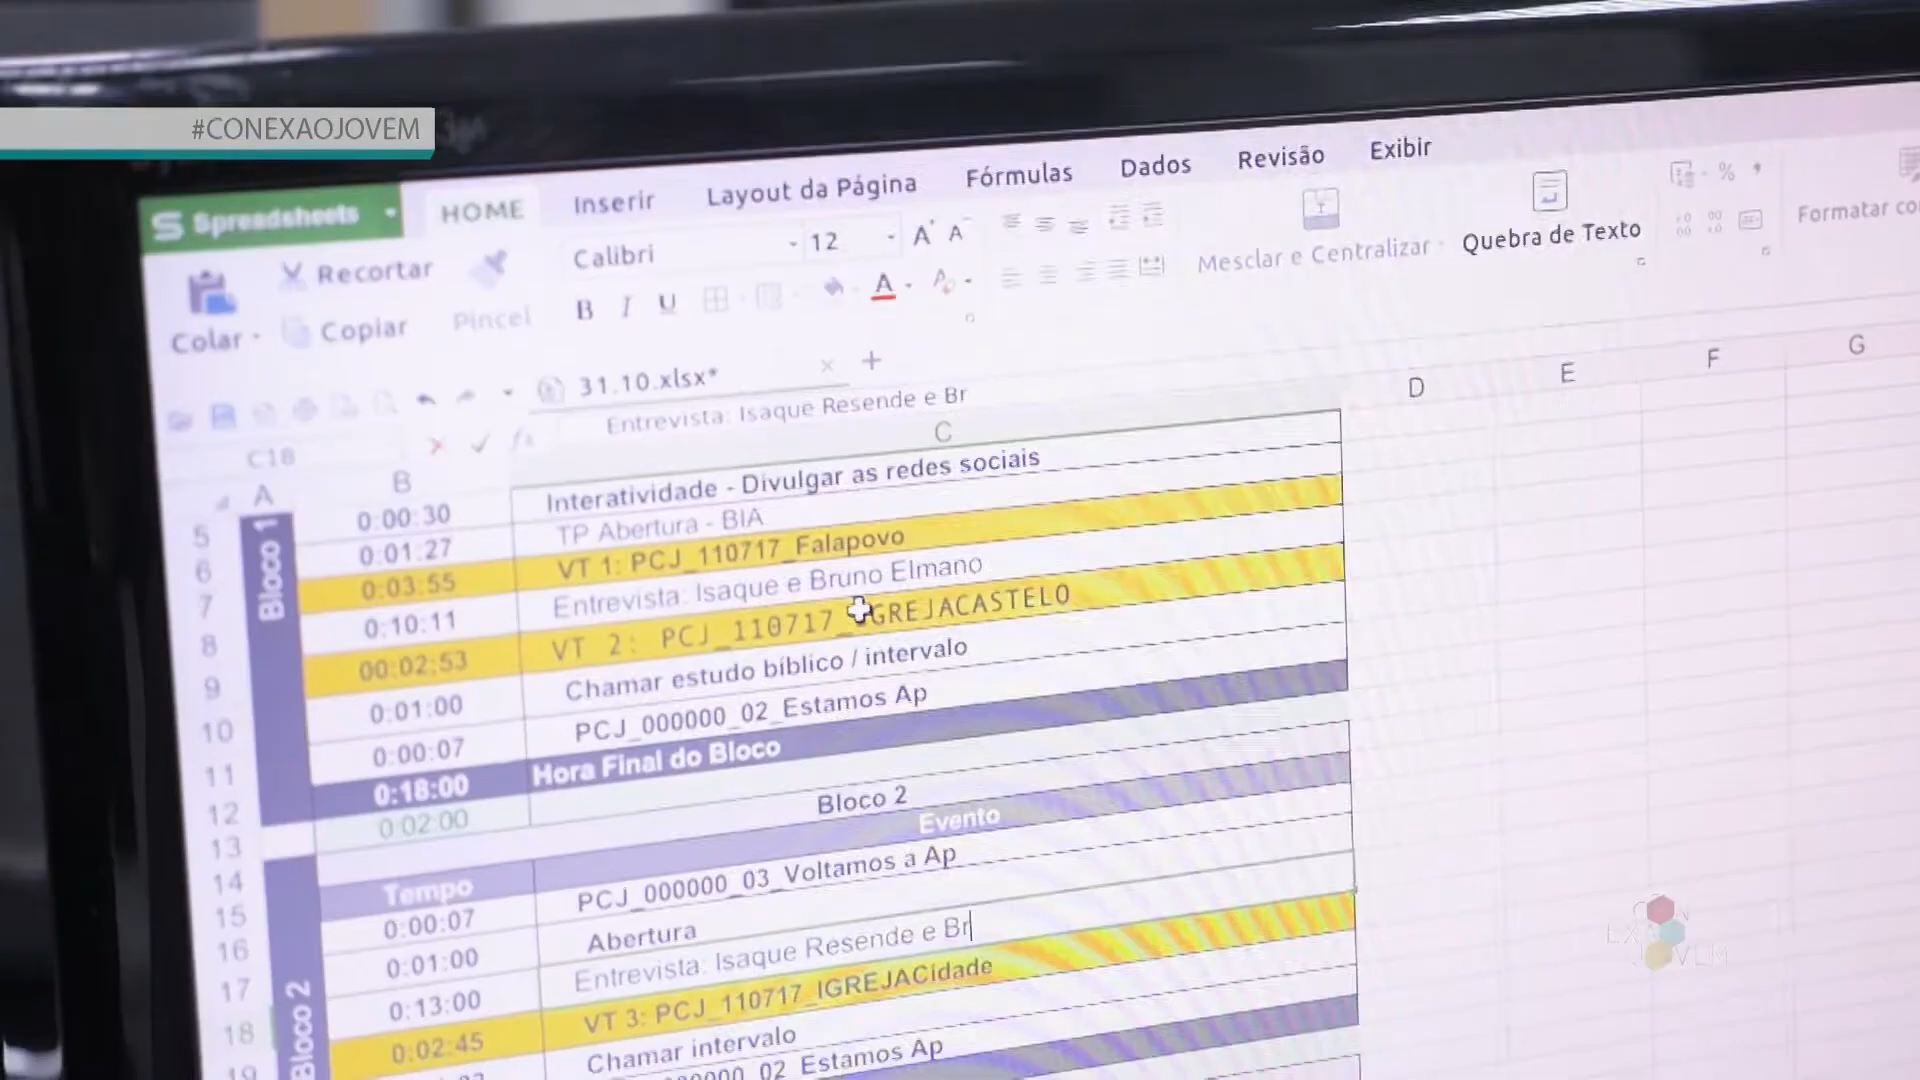 #CONEXAOJOVEM
Spreadsheets HOME Inserir Layout da Página Fórmulas Dados Revisão Exibir
Colar Recortar Copiar Pincel
Calibri 12 A A
B I U A
Mesclar e Centralizar Quebra de Texto
%
31.10.xlsx* × +
C18 fx Entrevista: Isaque Resende e Br
A B C D E F G
5 0:00:30 Interatividade - Divulgar as redes sociais
6 0:01:27 TP Abertura - BIA
7 0:03:55 VT 1: PCJ_110717_Falapovo
8 0:10:11 Entrevista: Isaque e Bruno Elmano
9 00:02:53 VT 2: PCJ_110717_IGREJACASTELO
10 0:01:00 Chamar estudo bíblico / intervalo
11 0:00:07 PCJ_000000_02_Estamos Ap
12 0:18:00 Hora Final do Bloco
13 0:02:00
14 Bloco 2
15 Tempo Evento
16 0:00:07 PCJ_000000_03_Voltamos a Ap
17 0:01:00 Abertura
18 0:13:00 Entrevista: Isaque Resende e Br
19 0:02:45 VT 3: PCJ_110717_IGREJACidade
Chamar intervalo
02_Estamos Ap
Bloco 1
Bloco 2